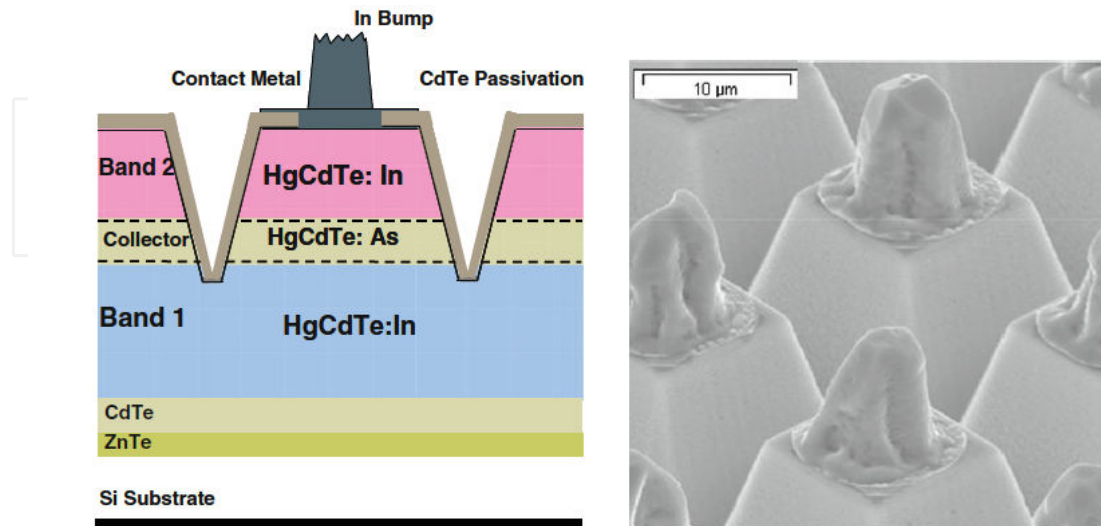 In Bump
Contact Metal
CdTe Passivation
10 µm
Band 2
HgCdTe: In
Collector
HgCdTe: As
Band 1
HgCdTe:In
CdTe
ZnTe
Si Substrate